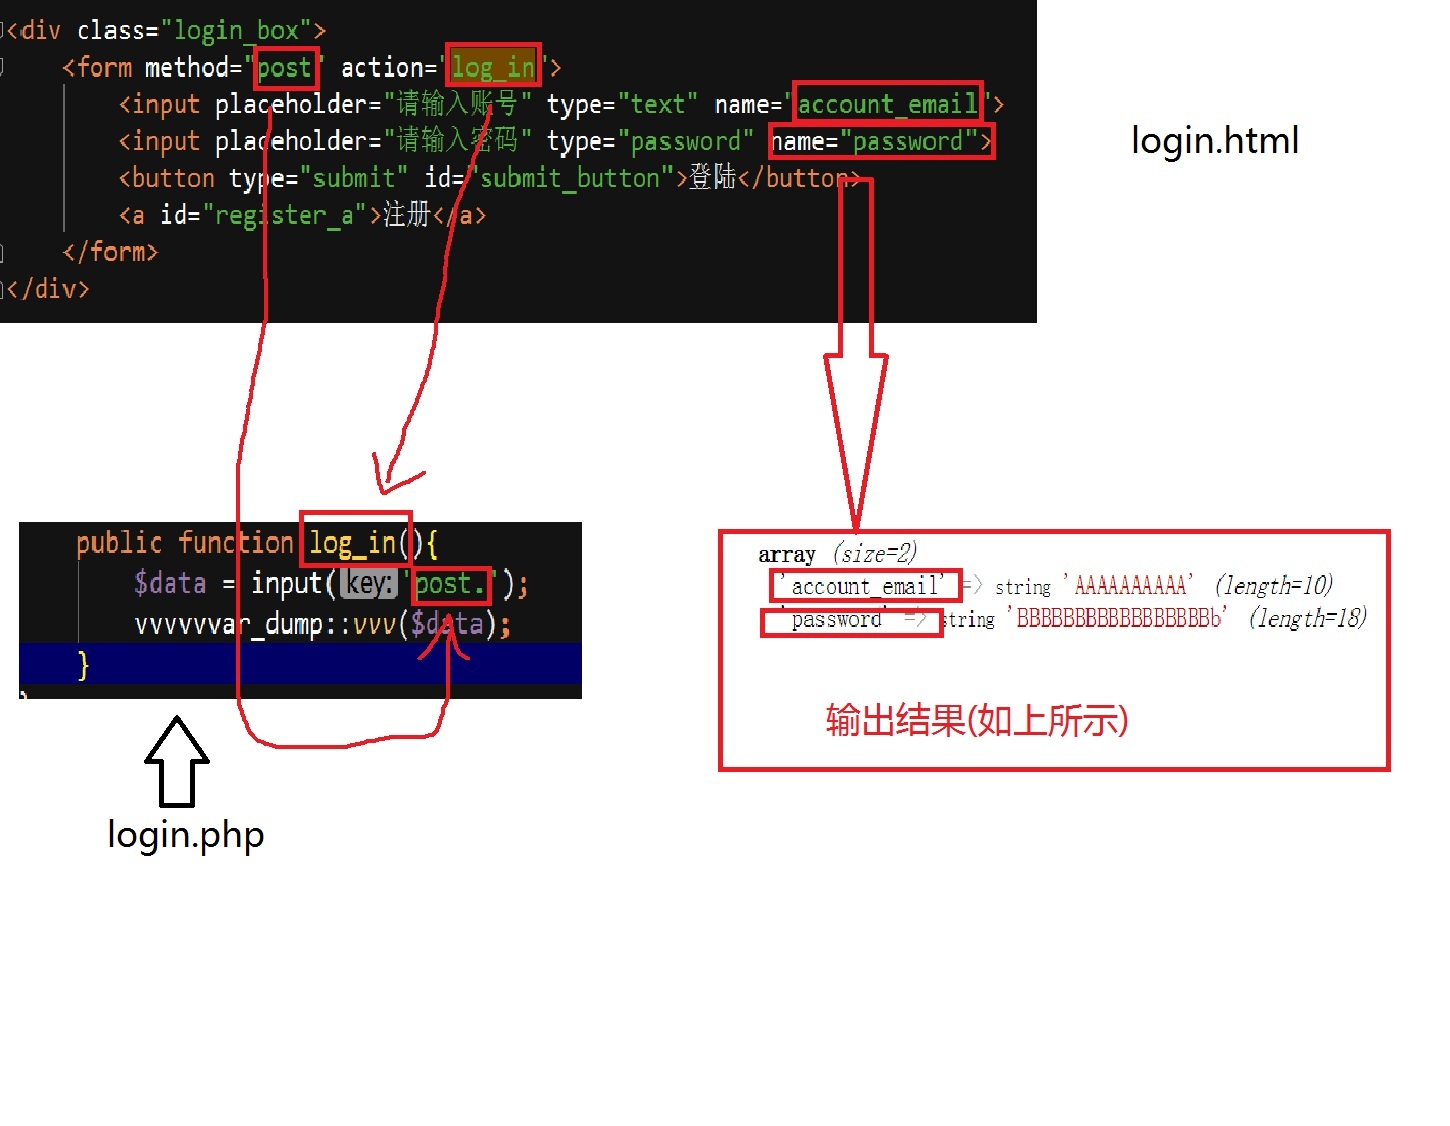 <div class="login_box">
<form method="post" action="log_in">
<input placeholder="请输入账号" type="text" name="account_email">
<input placeholder="请输入密码" type="password" name="password">
<button type="submit" id="submit_button">登陆</button>
<a id="register_a">注册</a>
</form>
</div>
login.html
public function log_in(){
$data = input( key: 'post.');
vvvvvvar_dump::vvv($data);
}
login.php
array (size=2)
'account_email' => string 'AAAAAAAAAA' (length=10)
'password' => string 'BBBBBBBBBBBBBBBBBb' (length=18)
输出结果(如上所示)